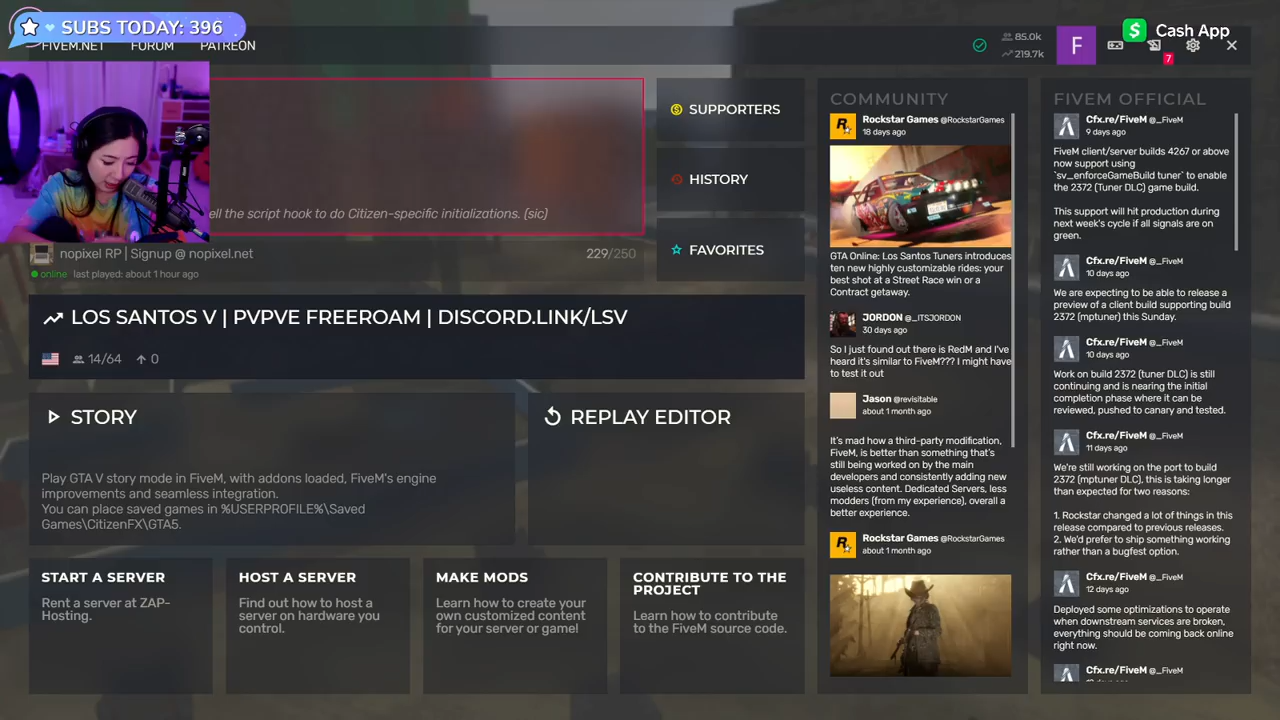 SUBS TODAY: 396
Cash App
FIVEM.NET FORUM PATREON
85.0k
219.7k
F
7
ell the script hook to do Citizen-specific initializations. (sic)
nopixel RP | Signup @ nopixel.net
229/250
online last played: about 1 hour ago
SUPPORTERS
HISTORY
FAVORITES
LOS SANTOS V | PVPVE FREEROAM | DISCORD.LINK/LSV
14/64 0
STORY
Play GTA V story mode in FiveM, with addons loaded, FiveM's engine
improvements and seamless integration.
You can place saved games in %USERPROFILE%\Saved
Games\CitizenFX\GTA5.
REPLAY EDITOR
START A SERVER
Rent a server at ZAP-
Hosting.
HOST A SERVER
Find out how to host a
server on hardware you
control.
MAKE MODS
Learn how to create your
own customized content
for your server or game!
CONTRIBUTE TO THE
PROJECT
Learn how to contribute
to the FiveM source code.
COMMUNITY
Rockstar Games @RockstarGames
18 days ago
GTA Online: Los Santos Tuners introduces
ten new highly customizable rides: your
best shot at a Street Race win or a
Contract getaway.
JORDON @_ITSJORDON
30 days ago
So I just found out there is RedM and I've
heard it's similar to FiveM??? I might have
to test it out
Jason @revisitable
about 1 month ago
It's mad how a third-party modification,
FiveM, is better than something that's
still being worked on by the main
developers and consistently adding new
useless content. Dedicated Servers, less
modders (from my experience), overall a
better experience.
Rockstar Games @RockstarGames
about 1 month ago
FIVEM OFFICIAL
Cfx.re/FiveM @_FiveM
9 days ago
FiveM client/server builds 4267 or above
now support using
`sv_enforceGameBuild tuner` to enable
the 2372 (Tuner DLC) game build.
This support will hit production during
next week's cycle if all signals are on
green.
Cfx.re/FiveM @_FiveM
10 days ago
We are expecting to be able to release a
preview of a client build supporting build
2372 (mptuner) this Sunday.
Cfx.re/FiveM @_FiveM
10 days ago
Work on build 2372 (tuner DLC) is still
continuing and is nearing the initial
completion phase where it can be
reviewed, pushed to canary and tested.
Cfx.re/FiveM @_FiveM
11 days ago
We're still working on the port to build
2372 (mptuner DLC), this is taking longer
than expected for two reasons:
1. Rockstar changed a lot of things in this
release compared to previous releases.
2. We'd prefer to ship something working
rather than a bugfest option.
Cfx.re/FiveM @_FiveM
12 days ago
Deployed some optimizations to operate
when downstream services are broken,
everything should be coming back online
right now.
Cfx.re/FiveM @_FiveM